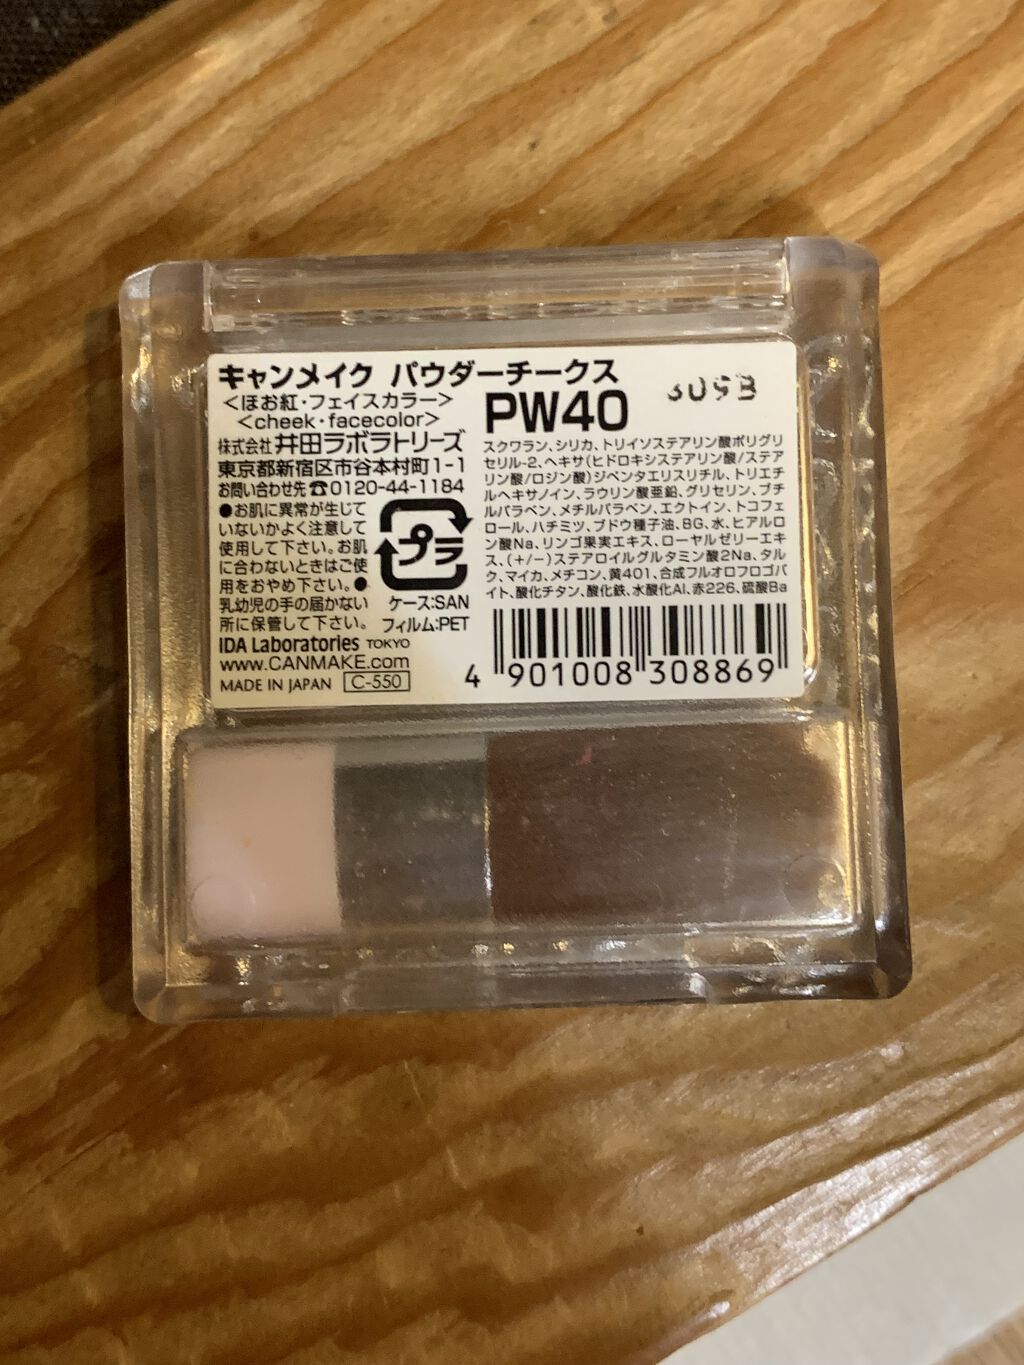 キャンメイク パウダーチークス
<ほお紅・フェイスカラー>
<cheek・facecolor>
PW40
309B
株式会社 井田ラボラトリーズ
東京都新宿区市谷本村町1-1
お問い合わせ先☎0120-44-1184
●お肌に異常が生じて
いないかよく注意して
使用して下さい。お肌
に合わないときはご使
用をおやめ下さい。●
乳幼児の手の届かない
所に保管して下さい。
プラ
ケース:SAN
フィルム:PET
IDA Laboratories TOKYO
www.CANMAKE.com
MADE IN JAPAN C-550
スクワラン、シリカ、トリイソステアリン酸ポリグリ
セリル-2、ヘキサ(ヒドロキシステアリン酸/ステア
リン酸/ロジン酸)ジペンタエリスリチル、トリエチ
ルヘキサノイン、ラウリン酸亜鉛、グリセリン、ブチ
ルパラベン、メチルパラベン、エクトイン、トコフェ
ロール、ハチミツ、ブドウ種子油、BG、水、ヒアルロ
ン酸Na、リンゴ果実エキス、ローヤルゼリーエキ
ス、(+/-)ステアロイルグルタミン酸2Na、タル
ク、マイカ、メチコン、黄401、合成フルオロフロゴパ
イト、酸化チタン、酸化鉄、水酸化Al、赤226、硫酸Ba
4 901008 308869